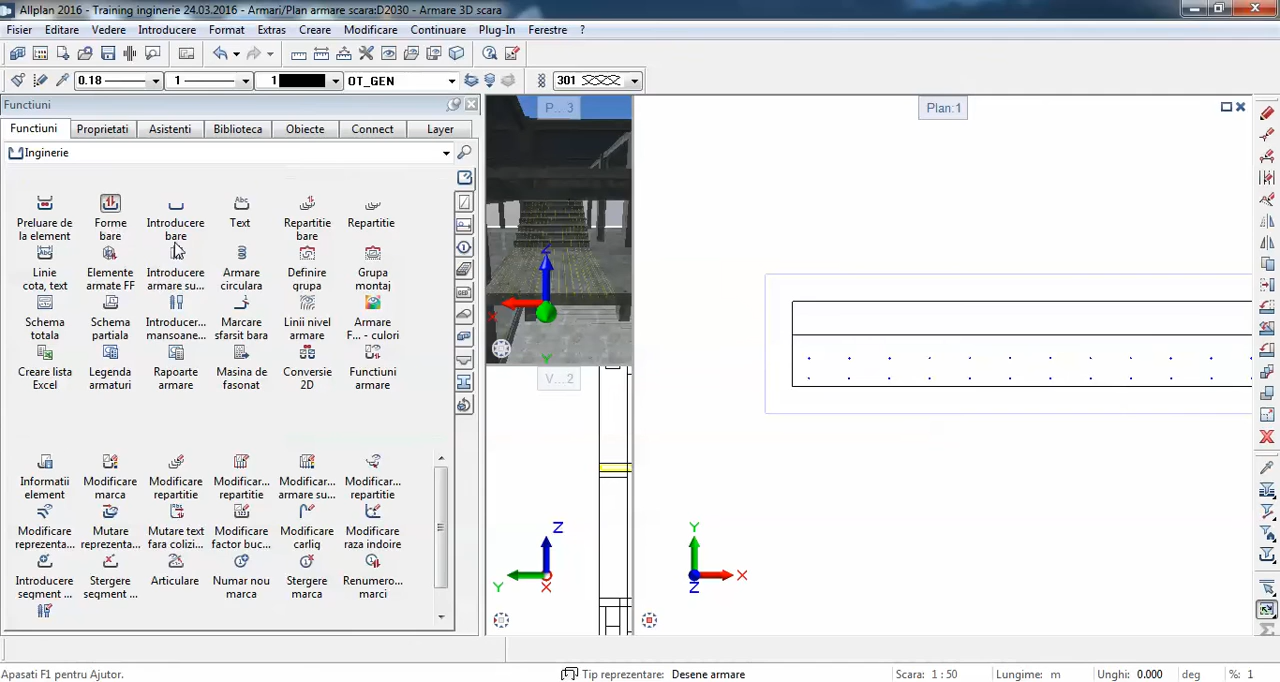 Allplan 2016 - Training inginerie 24.03.2016 - Armari/Plan armare scara:D2030 - Armare 3D scara
Fisier Editare Vedere Introducere Format Extras Creare Modificare Continuare Plug-In Ferestre ?
0.18 1 1 OT_GEN 301
Functiuni
Functiuni Proprietati Asistenti Biblioteca Obiecte Connect Layer
Inginerie
Preluare de la element
Forme bare
Introducere bare
Text
Repartitie bare
Repartitie
Linie cota, text
Elemente armate FF
Introducere armare su...
Armare circulara
Definire grupa
Grupa montaj
Schema totala
Schema partiala
Introducer... mansoane...
Marcare sfarsit bara
Linii nivel armare
Armare F... - culori
Creare lista Excel
Legenda armaturi
Rapoarte armare
Masina de fasonat
Conversie 2D
Functiuni armare
Informatii element
Modificare marca
Modificare repartitie
Modificar... repartitie
Modificar... armare su...
Modificar... repartitie
Modificare reprezenta...
Mutare reprezenta...
Mutare text fara colizi...
Modificare factor buc...
Modificare carlig
Modificare raza indoire
Introducere segment ...
Stergere segment ...
Articulare
Numar nou marca
Stergere marca
Renumero... marci
P... 3
Plan:1
V...2
Z
X
Y
Z
Y
X
Y
X
Z
Apasati F1 pentru Ajutor.
Tip reprezentare: Desene armare
Scara: 1 : 50
Lungime: m
Unghi: 0.000 deg
%: 1